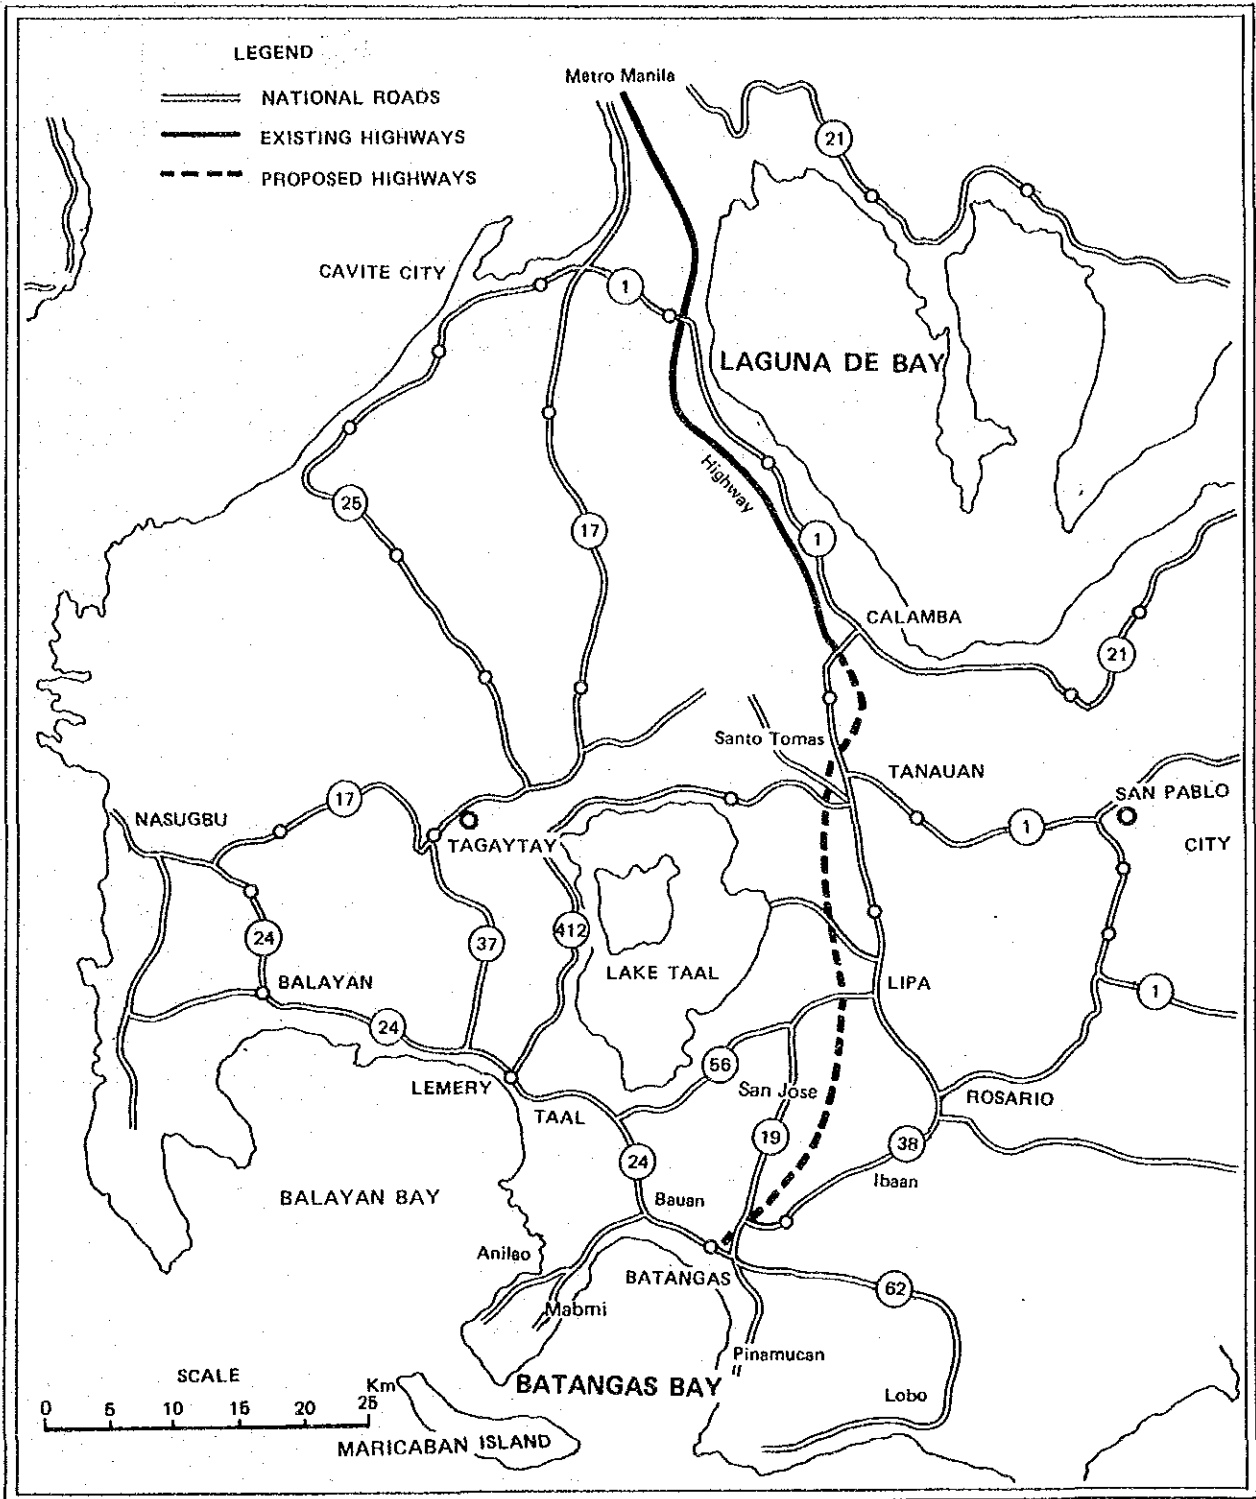 LEGEND
NATIONAL ROADS
EXISTING HIGHWAYS
PROPOSED HIGHWAYS
Metro Manila
21
CAVITE CITY
1
LAGUNA DE BAY
Highway
25
17
1
CALAMBA
21
Santo Tomas
TANAUAN
SAN PABLO
CITY
17
NASUGBU
TAGAYTAY
1
24
37
412
LAKE TAAL
BALAYAN
LIPA
1
24
56
San Jose
LEMERY
TAAL
ROSARIO
19
38
24
Ibaan
Bauan
BALAYAN BAY
Anilao
BATANGAS
62
Mabmi
Pinamucan
SCALE
Km
0 5 10 15 20 25
BATANGAS BAY
Lobo
MARICABAN ISLAND